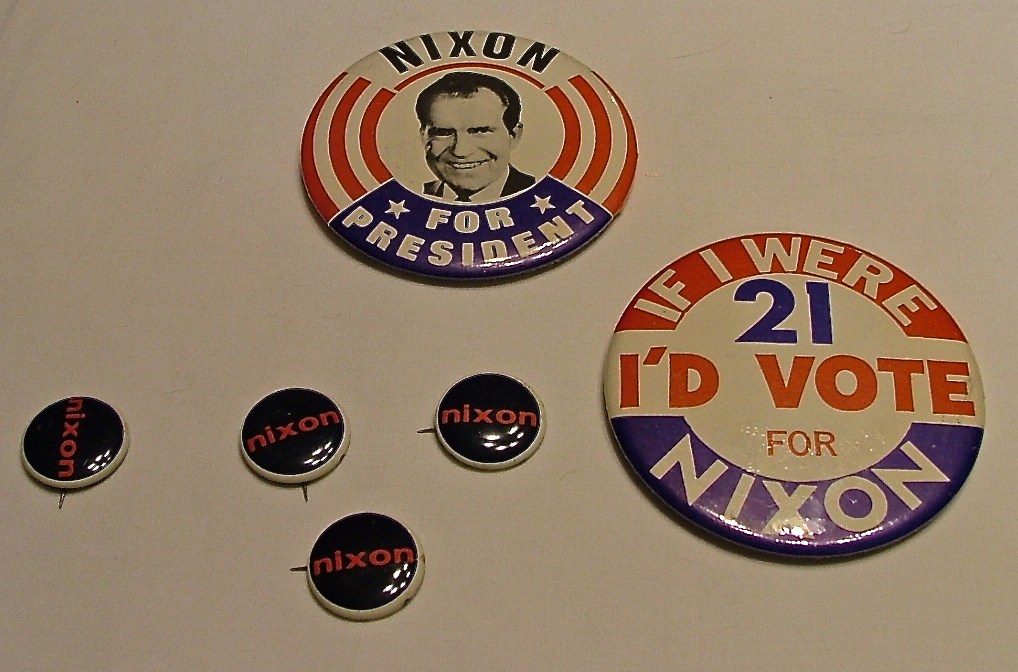 NIXON
FOR
PRESIDENT
IF I WERE
21
I'D VOTE
FOR
NIXON
nixon
nixon
nixon
nixon